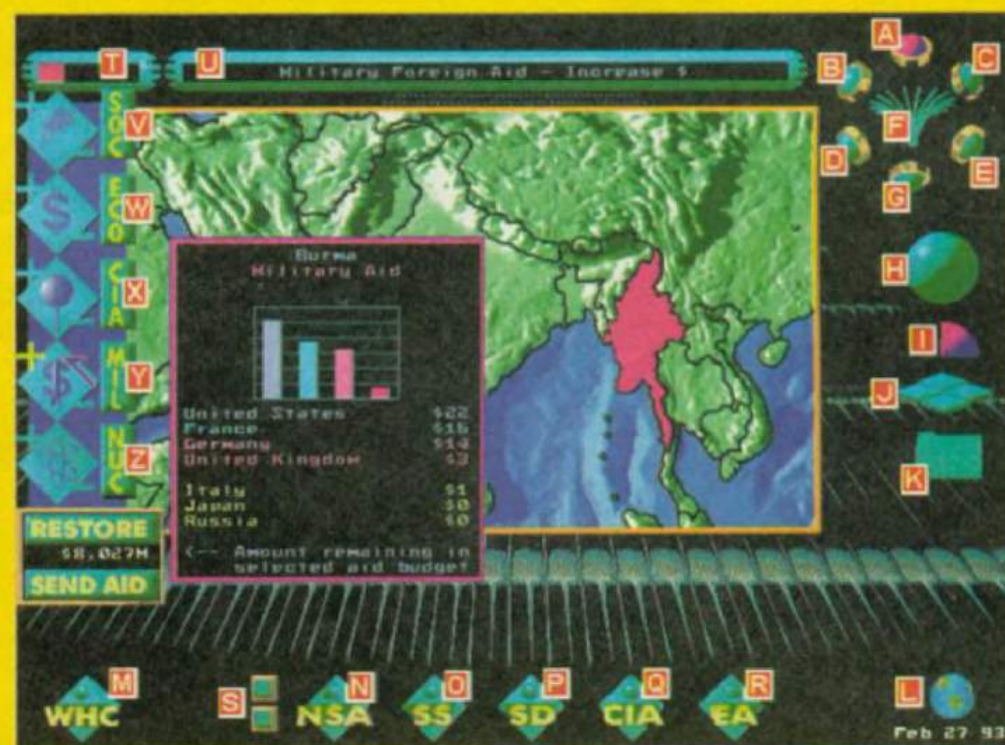 A
T
U
Military Foreign Aid - Increase $
B
C
SOC
V
F
D
E
ECO
W
G
Burma
Military Aid
CIA
X
H
I
MIL
Y
J
United States $22
France $16
Germany $14
United Kingdom $3
NUC
Z
K
Italy $1
Japan $0
Russia $0
RESTORE
$8.027M
<-- Amount remaining in
selected aid budget
SEND AID
M
S
N
O
P
Q
R
L
WHC
NSA
SS
SD
CIA
EA
Feb 27 93